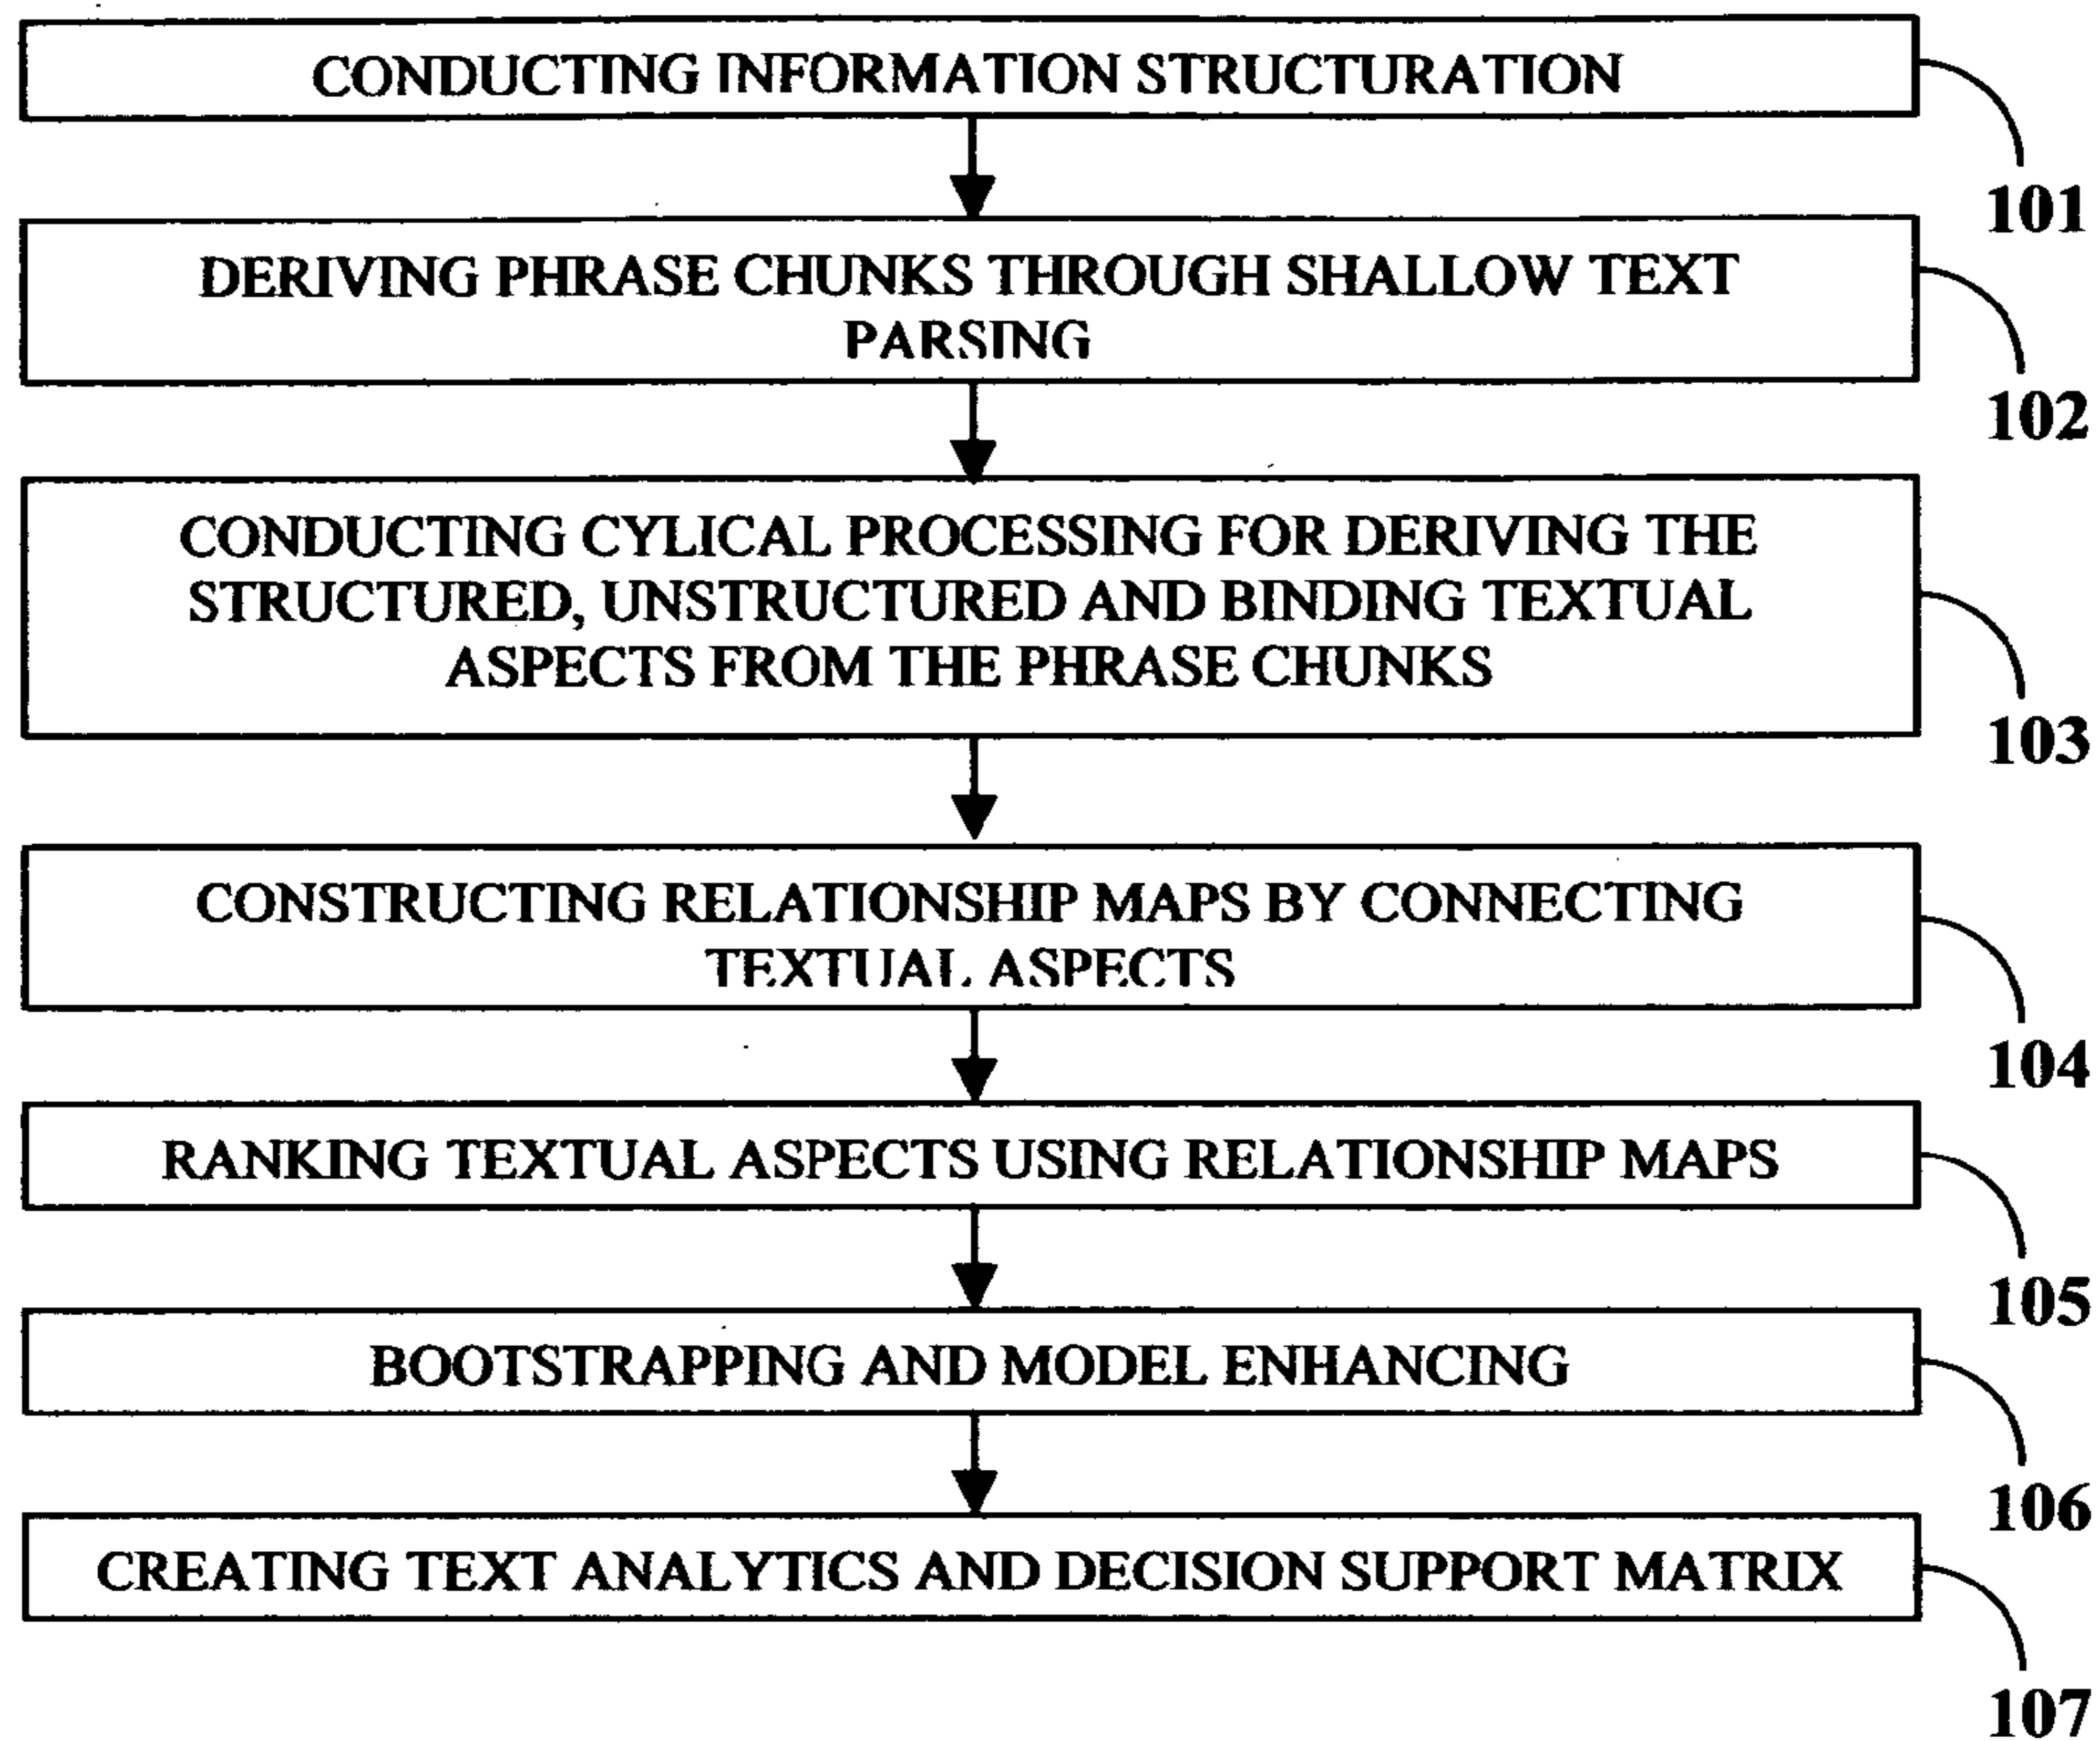 CONDUCTING INFORMATION STRUCTURATION
101
DERIVING PHRASE CHUNKS THROUGH SHALLOW TEXT
PARSING
102
CONDUCTING CYLICAL PROCESSING FOR DERIVING THE
STRUCTURED, UNSTRUCTURED AND BINDING TEXTUAL
ASPECTS FROM THE PHRASE CHUNKS
103
CONSTRUCTING RELATIONSHIP MAPS BY CONNECTING
TEXTUAL ASPECTS
104
RANKING TEXTUAL ASPECTS USING RELATIONSHIP MAPS
105
BOOTSTRAPPING AND MODEL ENHANCING
106
CREATING TEXT ANALYTICS AND DECISION SUPPORT MATRIX
107